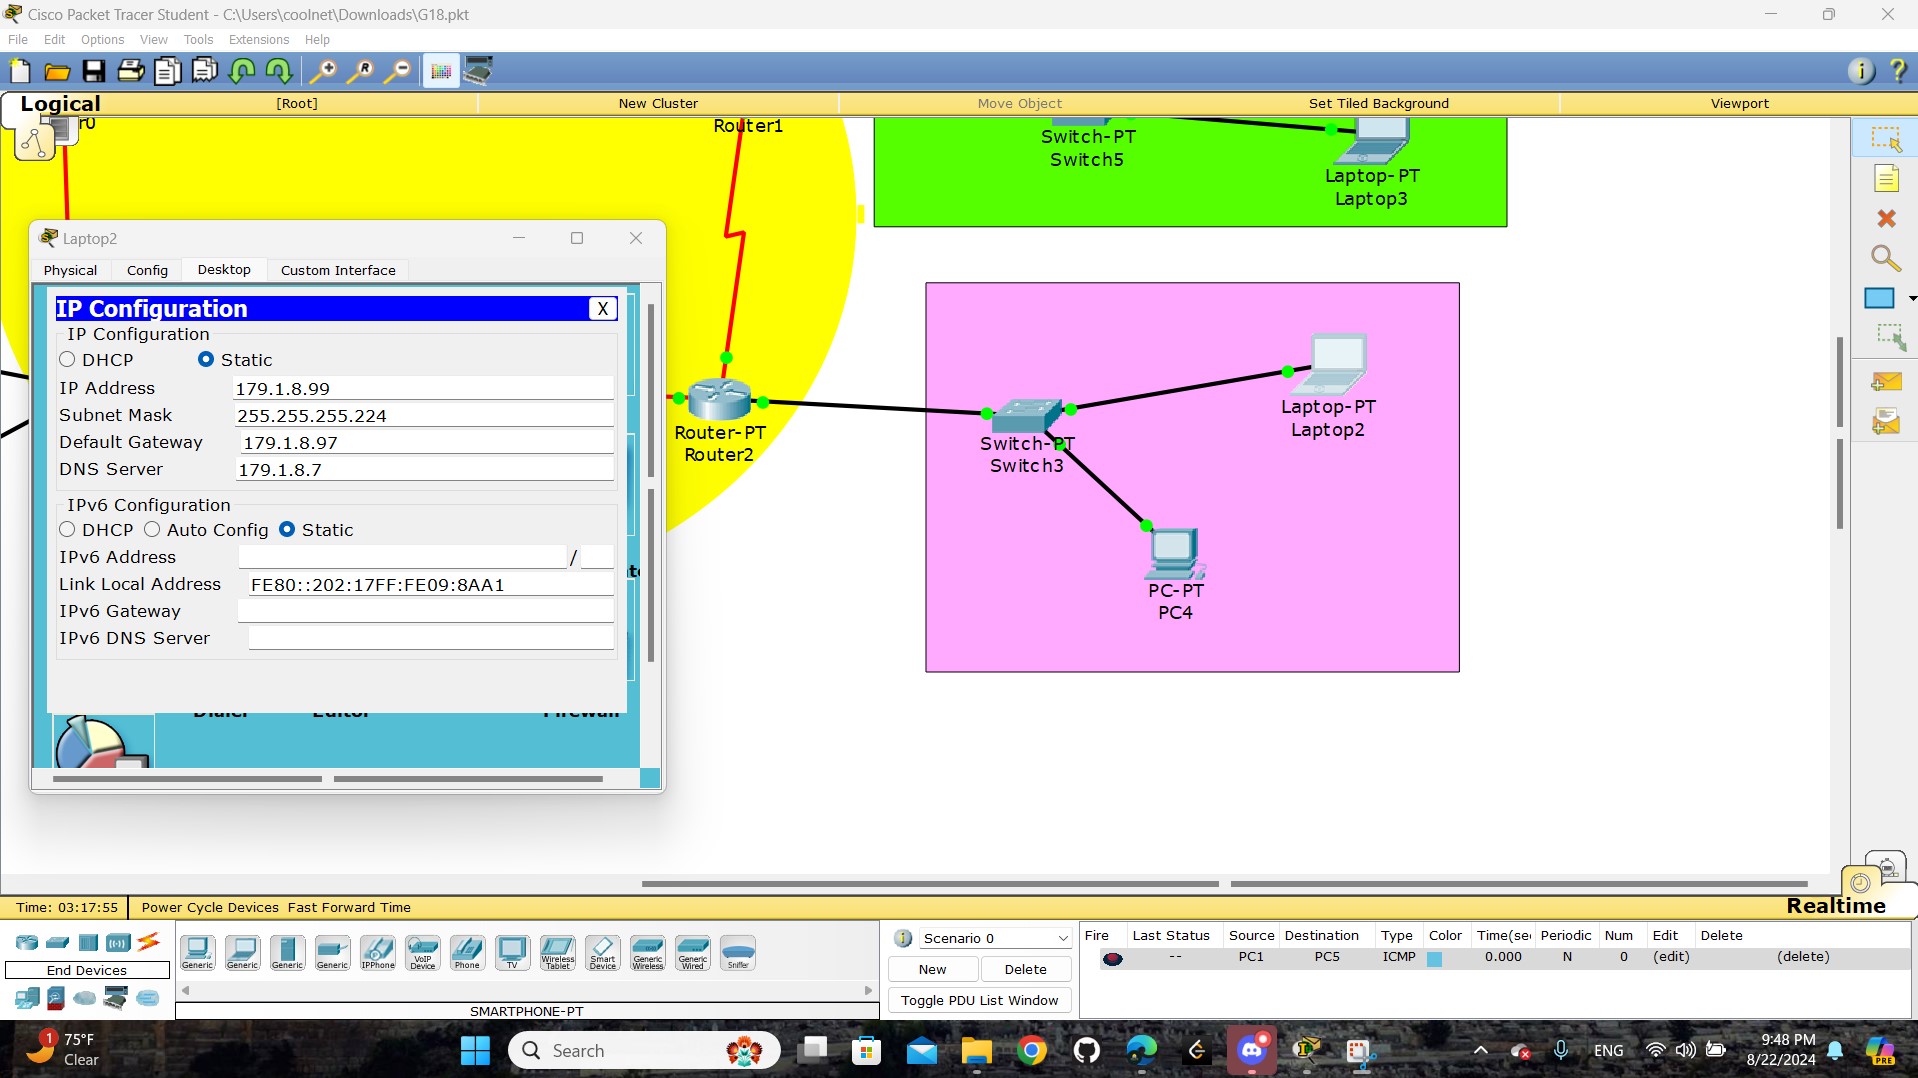 Cisco Packet Tracer Student - C:\Users\coolnet\Downloads\G18.pkt
File Edit Options View Tools Extensions Help
Logical [Root] New Cluster Move Object Set Tiled Background Viewport
r0
Router1
Switch-PT
Switch5
Laptop-PT
Laptop3
Laptop2
Physical Config Desktop Custom Interface
IP Configuration X
IP Configuration
DHCP Static
IP Address 179.1.8.99
Subnet Mask 255.255.255.224
Default Gateway 179.1.8.97
DNS Server 179.1.8.7
IPv6 Configuration
DHCP Auto Config Static
IPv6 Address /
Link Local Address FE80::202:17FF:FE09:8AA1
IPv6 Gateway
IPv6 DNS Server
Dialer Editor Firewall
Router-PT
Router2
Switch-PT
Switch3
Laptop-PT
Laptop2
PC-PT
PC4
Realtime
Time: 03:17:55 Power Cycle Devices Fast Forward Time
End Devices
Generic Generic Generic Generic IPPhone VoIP Device Phone TV Wireless Tablet Smart Device Generic Wireless Generic Wired Sniffer
SMARTPHONE-PT
Scenario 0
New Delete
Toggle PDU List Window
Fire Last Status Source Destination Type Color Time(se Periodic Num Edit Delete
-- PC1 PC5 ICMP 0.000 N 0 (edit) (delete)
1
75°F
Clear
Search
ENG
9:48 PM
8/22/2024
PRE